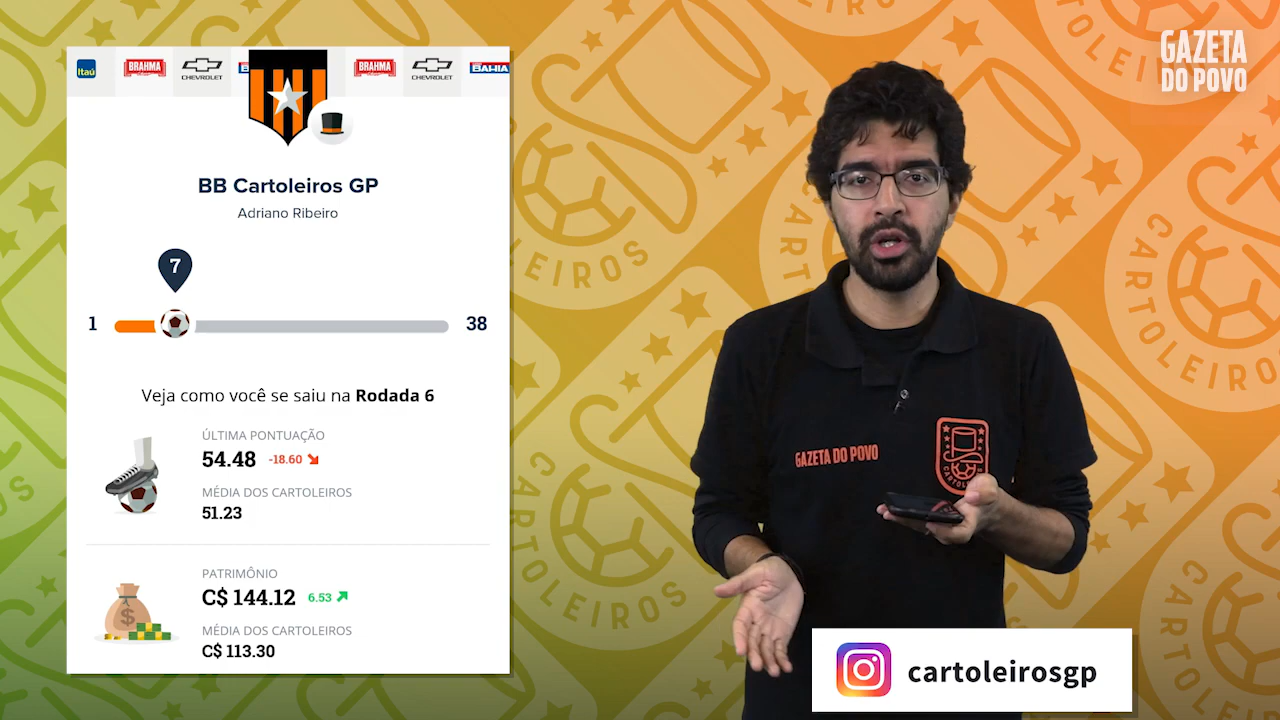 Itaú
BRAHMA
CHEVROLET
BRAHMA
CHEVROLET
BAHIA
BB Cartoleiros GP
Adriano Ribeiro
7
1
38
Veja como você se saiu na Rodada 6
ÚLTIMA PONTUAÇÃO
54.48 -18.60
MÉDIA DOS CARTOLEIROS
51.23
PATRIMÔNIO
C$ 144.12 6.53
MÉDIA DOS CARTOLEIROS
C$ 113.30
GAZETA
DO POVO
GAZETA DO POVO
CARTOLEIROS
cartoleirosgp